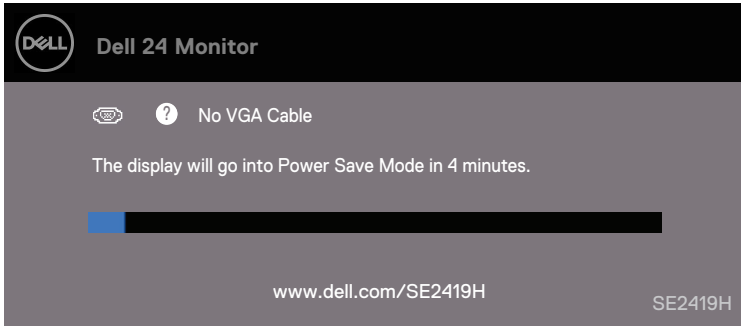 DELL
Dell 24 Monitor
? No VGA Cable
The display will go into Power Save Mode in 4 minutes.
www.dell.com/SE2419H
SE2419H